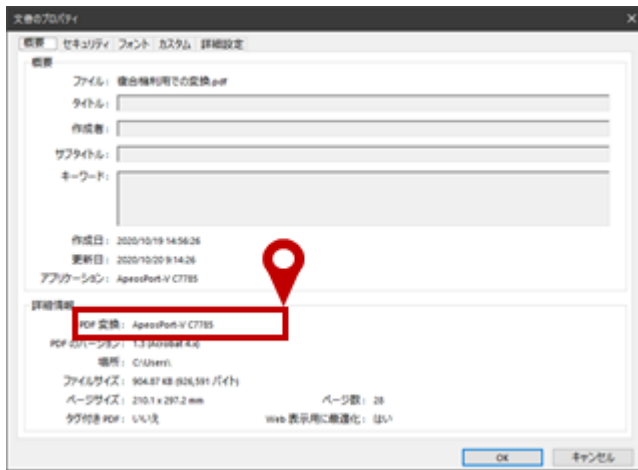 文書のプロパティ
概要 セキュリティ フォント カスタム 詳細設定
概要
ファイル： 複合機利用での変換.pdf
タイトル：
作成者：
サブタイトル：
キーワード：
作成日： 2020/10/19 14:56:26
更新日： 2020/10/20 9:14:26
アプリケーション： ApeosPort-V C7785
詳細情報
PDF 変換： ApeosPort-V C7785
PDF のバージョン： 1.3 (Acrobat 4.x)
場所： C:\Users\
ファイルサイズ： 904.87 KB (926,591 バイト)
ページサイズ： 210.1 x 297.2 mm ページ数： 28
タグ付き PDF： いいえ Web 表示用に最適化： はい
OK キャンセル